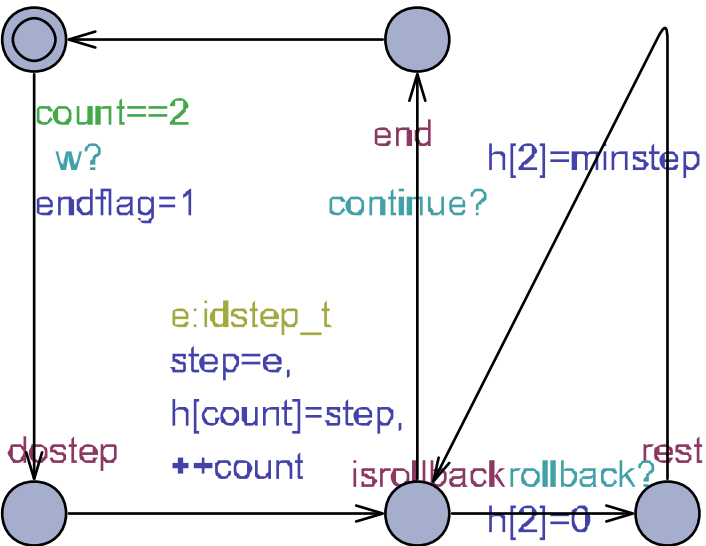 count==2
w?
endflag=1
end
continue?
h[2]=minstep
e:idstep_t
step=e,
h[count]=step,
++count
dostep
isrollback
rollback?
h[2]=0
rest